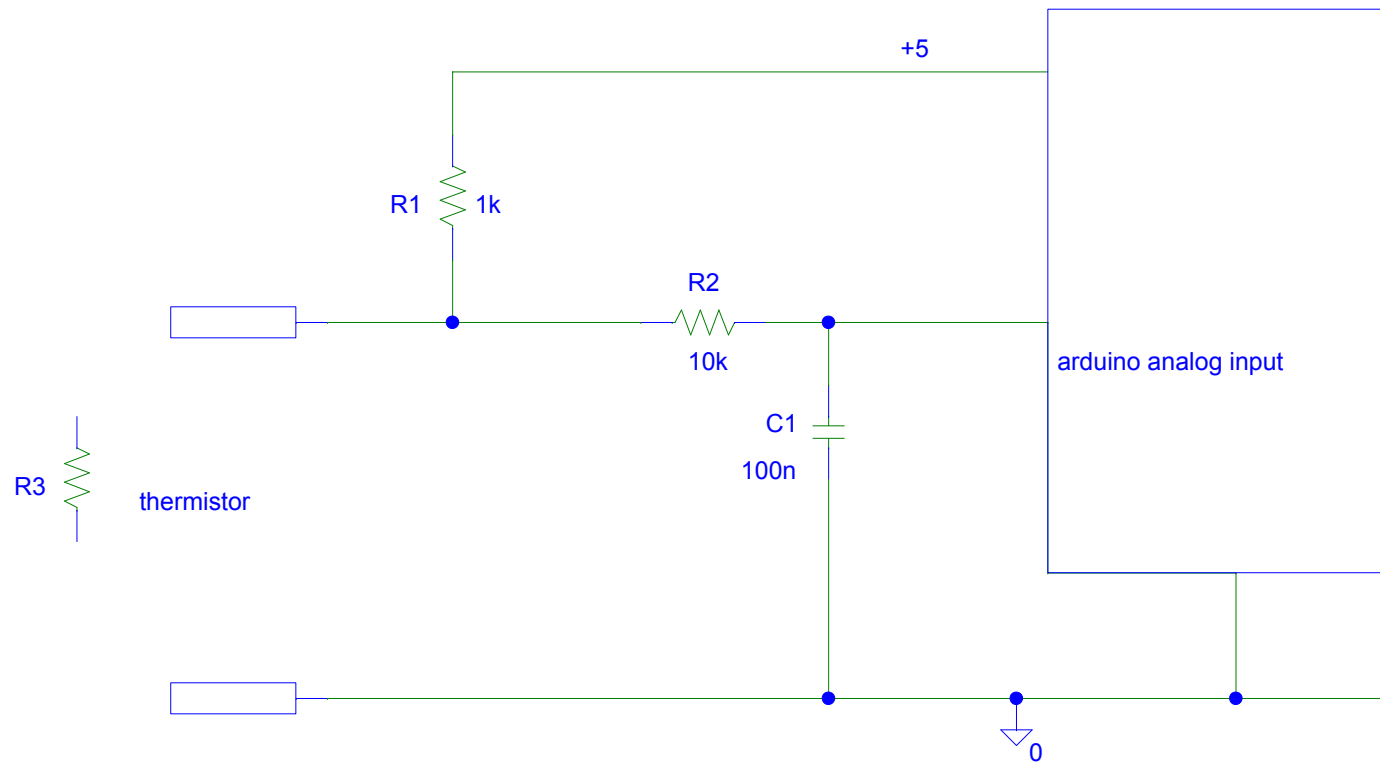 +5
R1 1k
R2
10k
arduino analog input
C1
100n
R3
thermistor
0